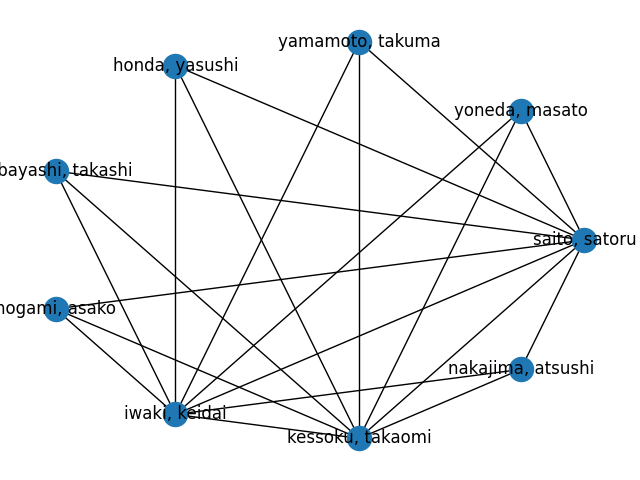 yamamoto, takuma
honda, yasushi
yoneda, masato
bayashi, takashi
saito, satoru
nogami, asako
nakajima, atsushi
iwaki, keidai
kessoku, takaomi